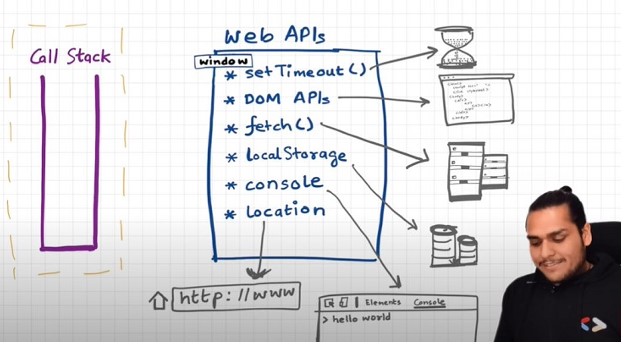 Call Stack
Web APIs
window
* setTimeout()
* DOM APIs
* fetch()
* localStorage
* console
* location
http://www
Elements Console
> hello world